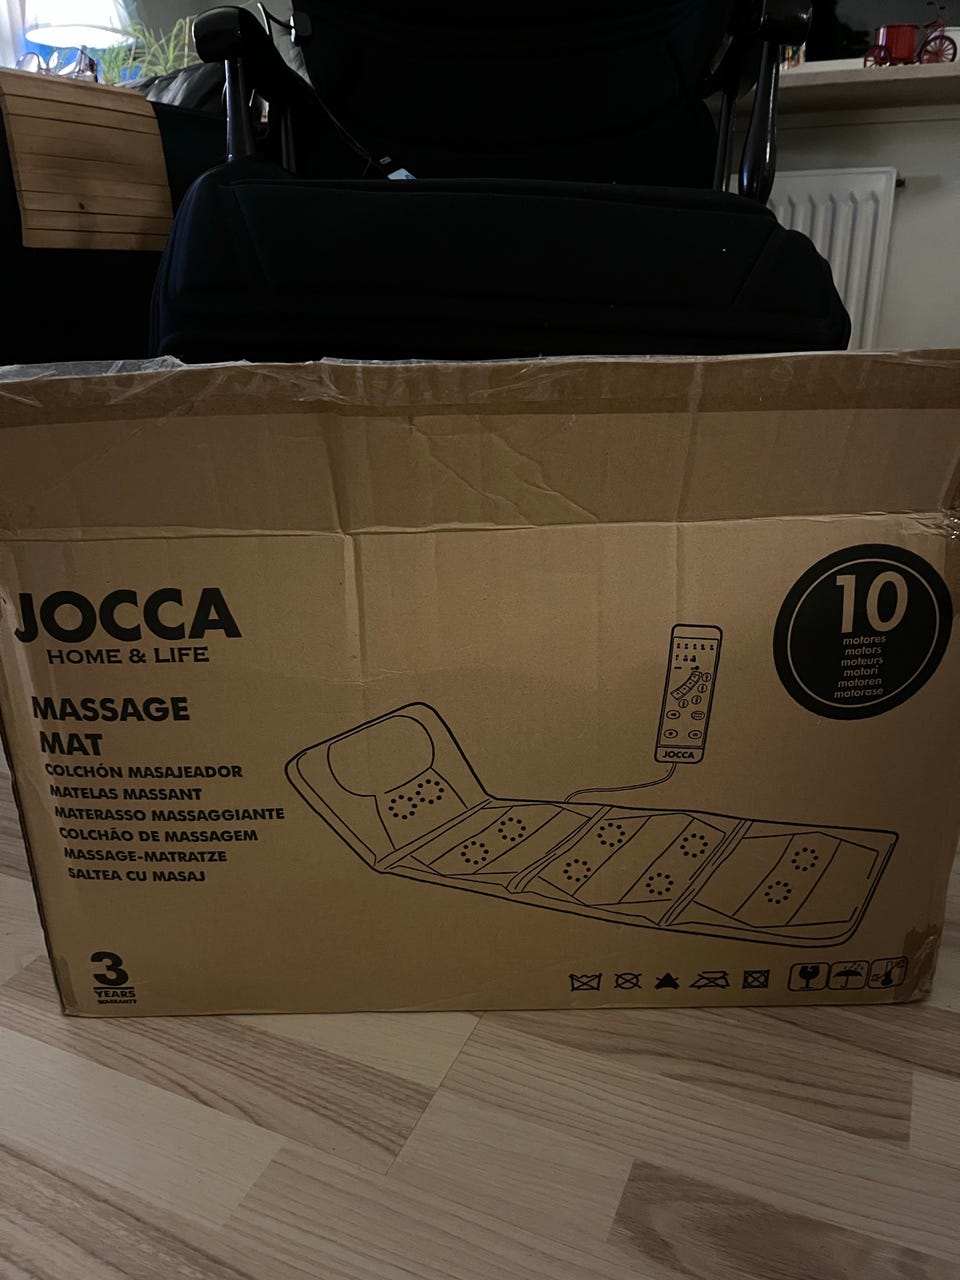 JOCCA
HOME & LIFE
MASSAGE
MAT
COLCHÓN MASAJEADOR
MATELAS MASSANT
MATERASSO MASSAGGIANTE
COLCHÃO DE MASSAGEM
MASSAGE-MATRATZE
SALTEA CU MASAJ
10
motores
motors
moteurs
motori
motoren
motorase
JOCCA
3
YEARS
WARRANTY